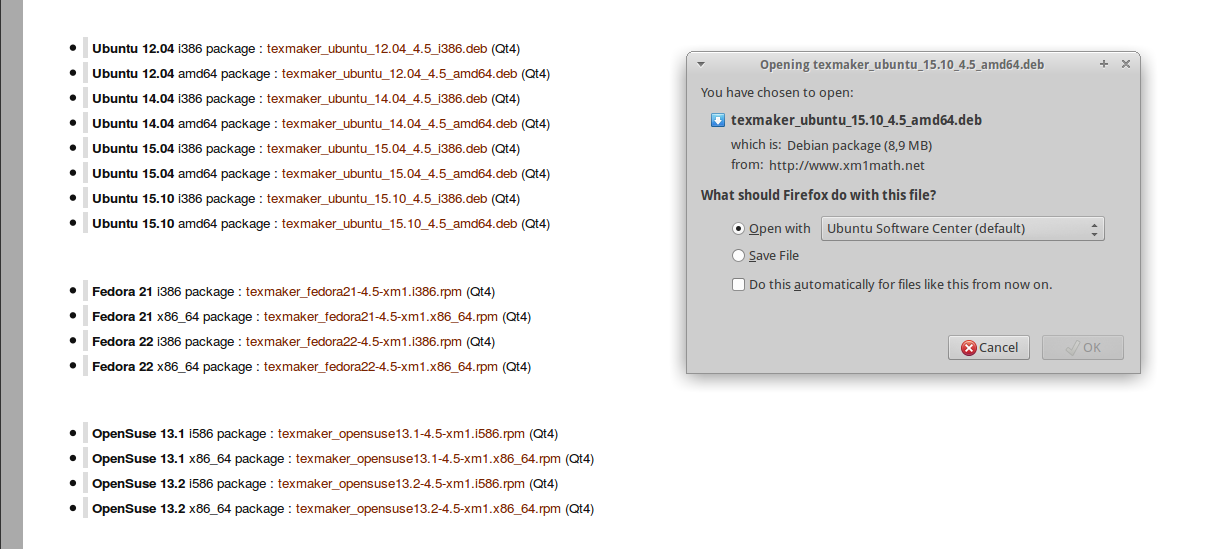 Ubuntu 12.04 i386 package : texmaker_ubuntu_12.04_4.5_i386.deb (Qt4)
Ubuntu 12.04 amd64 package : texmaker_ubuntu_12.04_4.5_amd64.deb (Qt4)
Ubuntu 14.04 i386 package : texmaker_ubuntu_14.04_4.5_i386.deb (Qt4)
Ubuntu 14.04 amd64 package : texmaker_ubuntu_14.04_4.5_amd64.deb (Qt4)
Ubuntu 15.04 i386 package : texmaker_ubuntu_15.04_4.5_i386.deb (Qt4)
Ubuntu 15.04 amd64 package : texmaker_ubuntu_15.04_4.5_amd64.deb (Qt4)
Ubuntu 15.10 i386 package : texmaker_ubuntu_15.10_4.5_i386.deb (Qt4)
Ubuntu 15.10 amd64 package : texmaker_ubuntu_15.10_4.5_amd64.deb (Qt4)
Fedora 21 i386 package : texmaker_fedora21-4.5-xm1.i386.rpm (Qt4)
Fedora 21 x86_64 package : texmaker_fedora21-4.5-xm1.x86_64.rpm (Qt4)
Fedora 22 i386 package : texmaker_fedora22-4.5-xm1.i386.rpm (Qt4)
Fedora 22 x86_64 package : texmaker_fedora22-4.5-xm1.x86_64.rpm (Qt4)
OpenSuse 13.1 i586 package : texmaker_opensuse13.1-4.5-xm1.i586.rpm (Qt4)
OpenSuse 13.1 x86_64 package : texmaker_opensuse13.1-4.5-xm1.x86_64.rpm (Qt4)
OpenSuse 13.2 i586 package : texmaker_opensuse13.2-4.5-xm1.i586.rpm (Qt4)
OpenSuse 13.2 x86_64 package : texmaker_opensuse13.2-4.5-xm1.x86_64.rpm (Qt4)
Opening texmaker_ubuntu_15.10_4.5_amd64.deb
You have chosen to open:
texmaker_ubuntu_15.10_4.5_amd64.deb
which is: Debian package (8,9 MB)
from: http://www.xm1math.net
What should Firefox do with this file?
Open with Ubuntu Software Center (default)
Save File
Do this automatically for files like this from now on.
Cancel OK